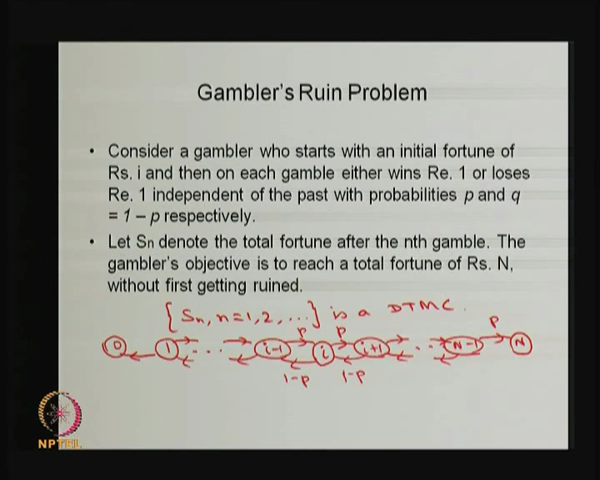 Gambler's Ruin Problem
• Consider a gambler who starts with an initial fortune of
Rs. i and then on each gamble either wins Re. 1 or loses
Re. 1 independent of the past with probabilities p and q
= 1 – p respectively.
• Let Sn denote the total fortune after the nth gamble. The
gambler's objective is to reach a total fortune of Rs. N,
without first getting ruined.
{Sn, n=1,2,...} is a DTMC.
p p p
0 1 ... i-1 i i+1 ... N-1 N
1-p 1-p
NPTEL